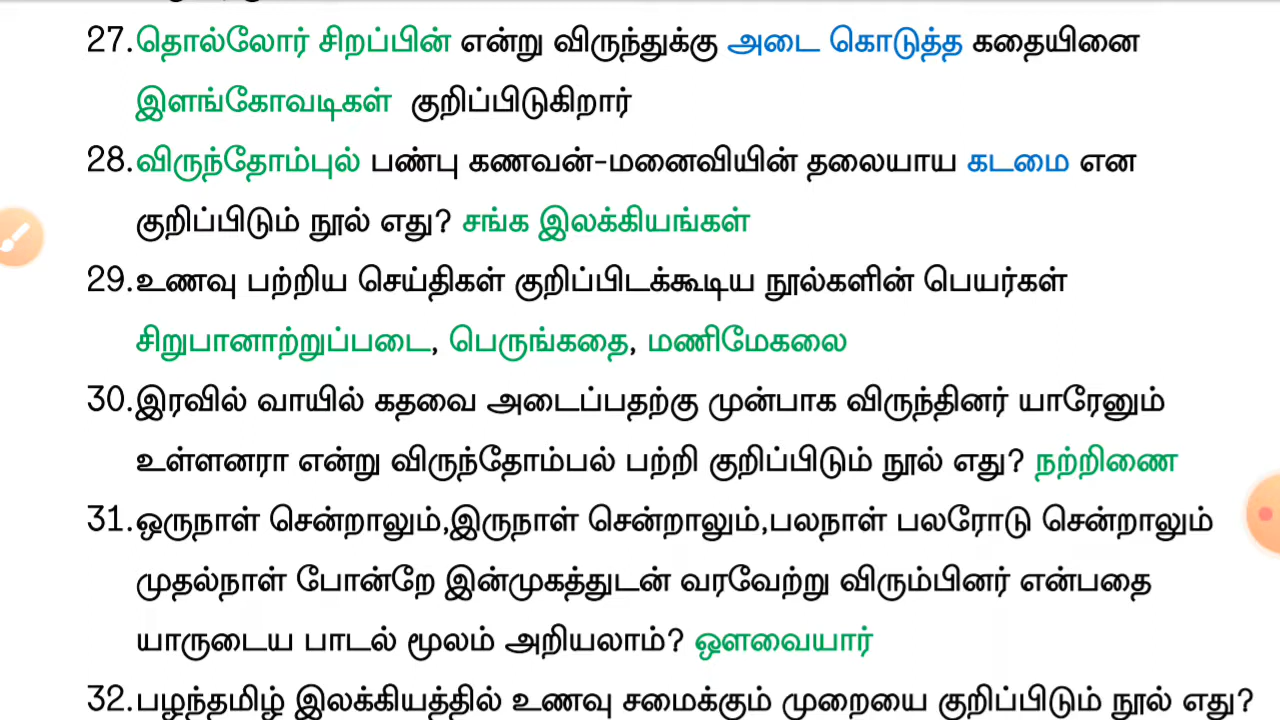 27.தொல்லோர் சிறப்பின் என்று விருந்துக்கு அடை கொடுத்த கதையினை
இளங்கோவடிகள் குறிப்பிடுகிறார்
28.விருந்தோம்புல் பண்பு கணவன்-மனைவியின் தலையாய கடமை என
குறிப்பிடும் நூல் எது? சங்க இலக்கியங்கள்
29.உணவு பற்றிய செய்திகள் குறிப்பிடக்கூடிய நூல்களின் பெயர்கள்
சிறுபானாற்றுப்படை, பெருங்கதை, மணிமேகலை
30.இரவில் வாயில் கதவை அடைப்பதற்கு முன்பாக விருந்தினர் யாரேனும்
உள்ளனரா என்று விருந்தோம்பல் பற்றி குறிப்பிடும் நூல் எது? நற்றிணை
31.ஒருநாள் சென்றாலும்,இருநாள் சென்றாலும்,பலநாள் பலரோடு சென்றாலும்
முதல்நாள் போன்றே இன்முகத்துடன் வரவேற்று விரும்பினர் என்பதை
யாருடைய பாடல் மூலம் அறியலாம்? ஔவையார்
32.பழந்தமிழ் இலக்கியத்தில் உணவு சமைக்கும் முறையை குறிப்பிடும் நூல் எது?